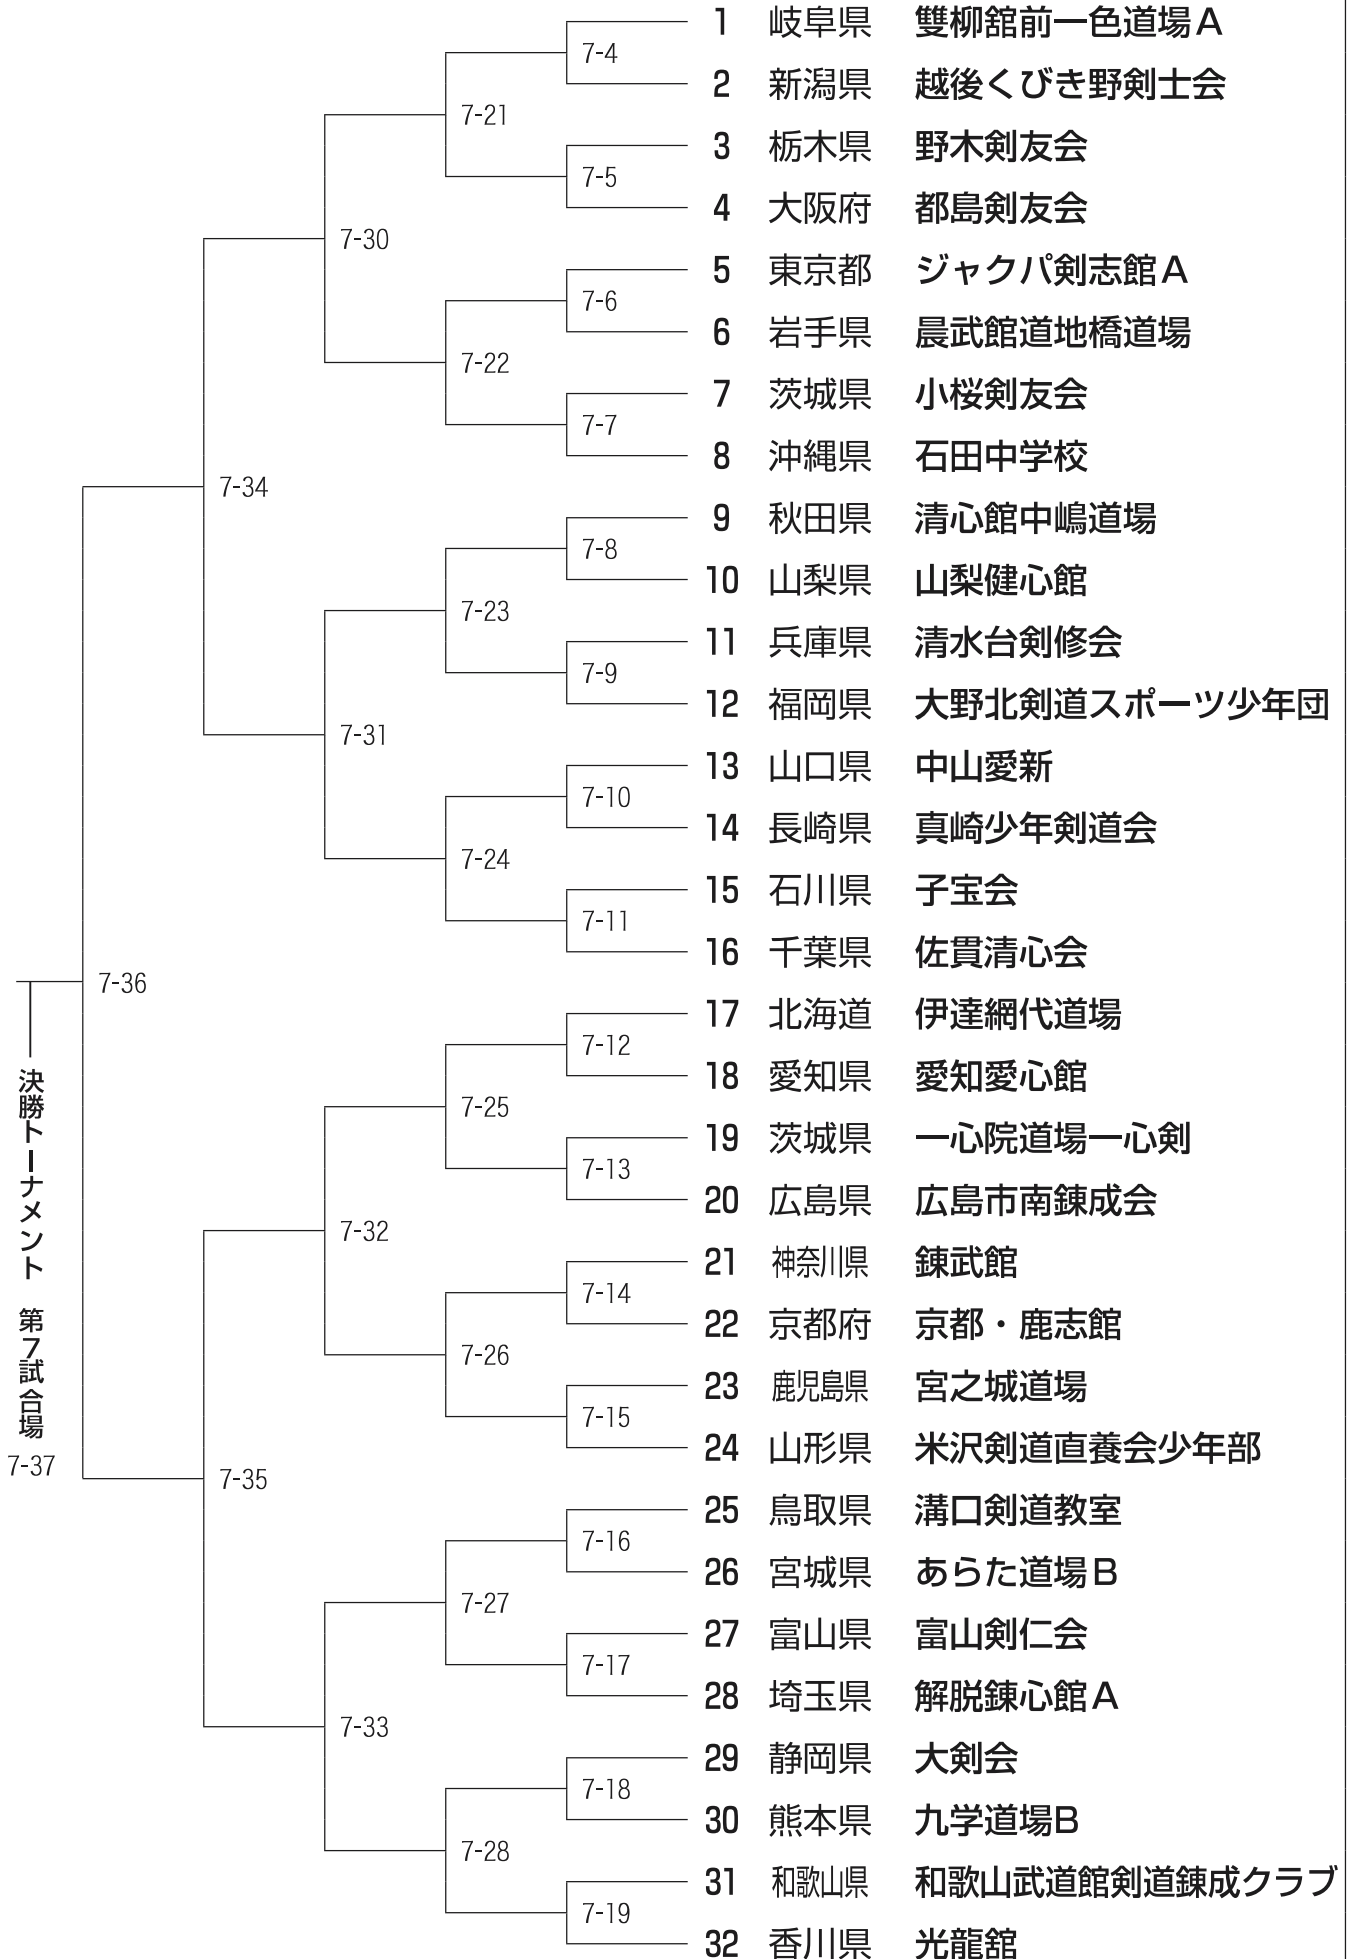 1 岐阜県 雙柳舘前一色道場A
2 新潟県 越後くびき野剣士会
3 栃木県 野木剣友会
4 大阪府 都島剣友会
5 東京都 ジャクパ剣志館A
6 岩手県 晨武館道地橋道場
7 茨城県 小桜剣友会
8 沖縄県 石田中学校
9 秋田県 清心館中嶋道場
10 山梨県 山梨健心館
11 兵庫県 清水台剣修会
12 福岡県 大野北剣道スポーツ少年団
13 山口県 中山愛新
14 長崎県 真崎少年剣道会
15 石川県 子宝会
16 千葉県 佐貫清心会
17 北海道 伊達網代道場
18 愛知県 愛知愛心館
19 茨城県 一心院道場一心剣
20 広島県 広島市南錬成会
21 神奈川県 錬武館
22 京都府 京都・鹿志館
23 鹿児島県 宮之城道場
24 山形県 米沢剣道直養会少年部
25 鳥取県 溝口剣道教室
26 宮城県 あらた道場B
27 富山県 富山剣仁会
28 埼玉県 解脱錬心館A
29 静岡県 大剣会
30 熊本県 九学道場B
31 和歌山県 和歌山武道館剣道錬成クラブ
32 香川県 光龍舘
7-4
7-5
7-6
7-7
7-8
7-9
7-10
7-11
7-12
7-13
7-14
7-15
7-16
7-17
7-18
7-19
7-21
7-22
7-23
7-24
7-25
7-26
7-27
7-28
7-30
7-31
7-32
7-33
7-34
7-35
7-36
決勝トーナメント 第7試合場
7-37